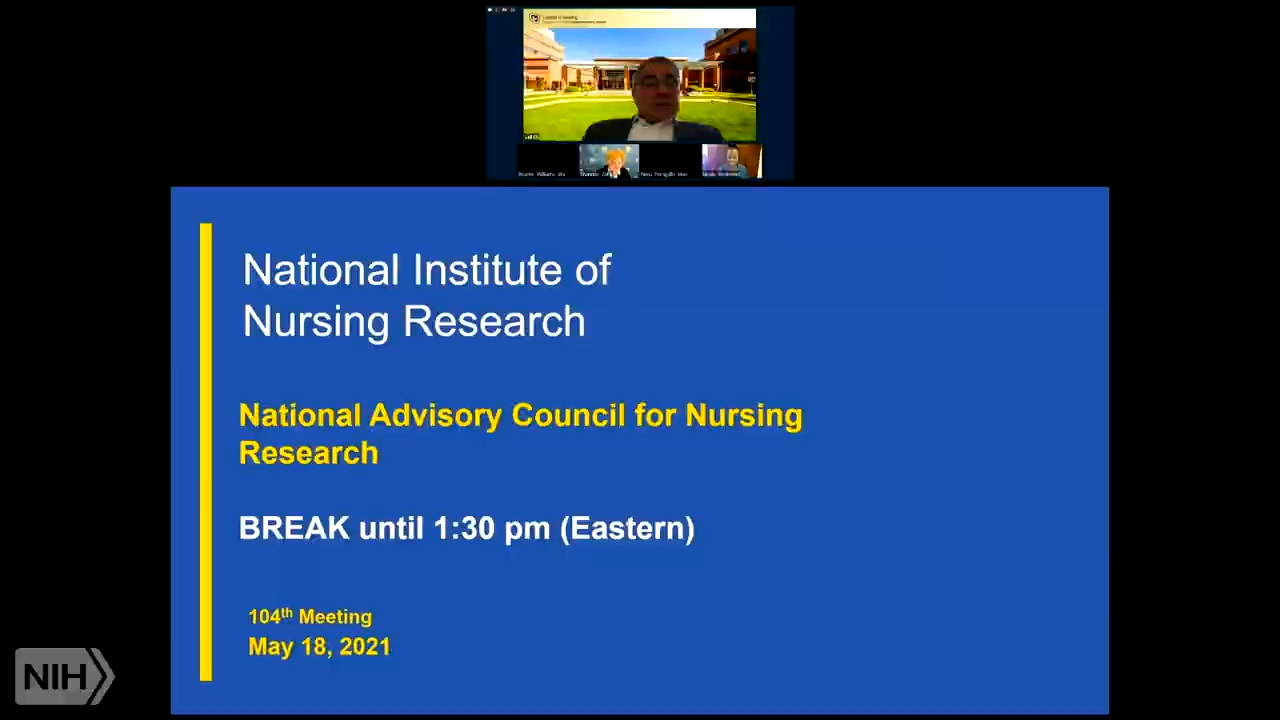 National Institute of
Nursing Research
National Advisory Council for Nursing
Research
BREAK until 1:30 pm (Eastern)
104th Meeting
May 18, 2021
NIH